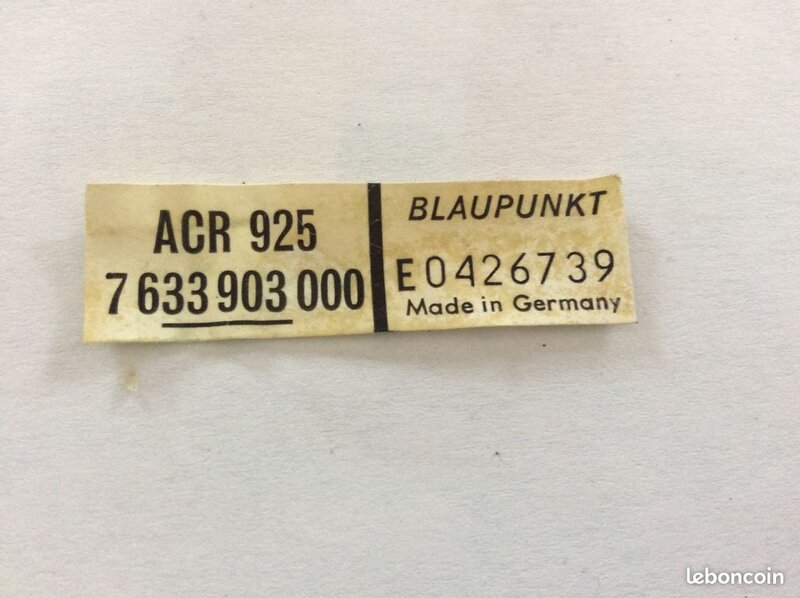 ACR 925
7 633 903 000
BLAUPUNKT
E0426739
Made in Germany
leboncoin